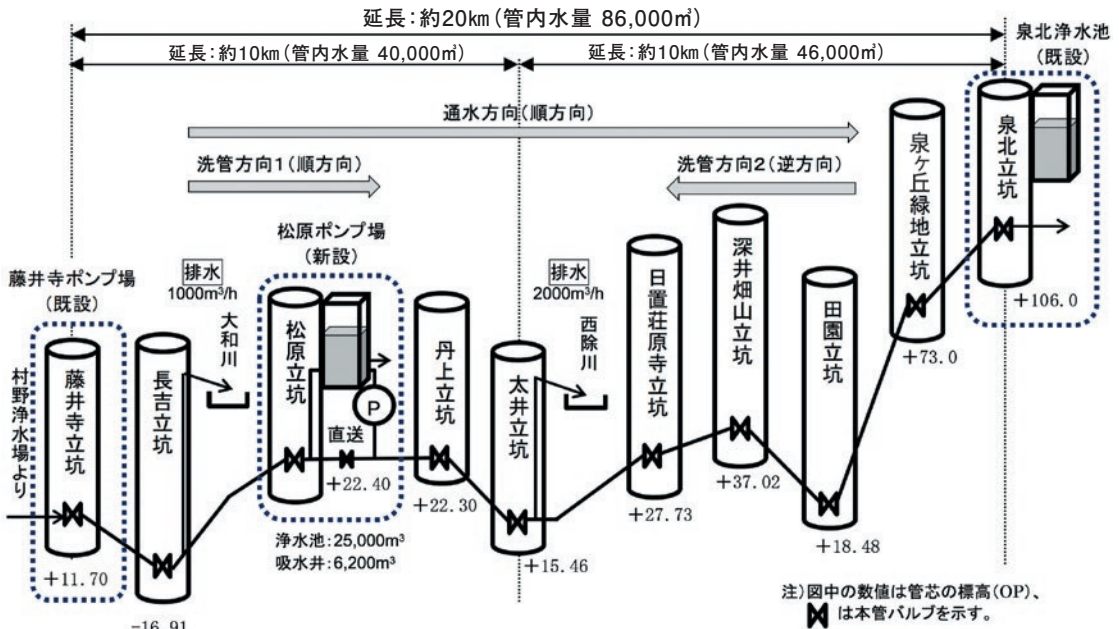 延長:約20km(管内水量 86,000㎥)
延長:約10km(管内水量 40,000㎥)
延長:約10km(管内水量 46,000㎥)
泉北浄水池
(既設)
通水方向(順方向)
洗管方向1(順方向)
洗管方向2(逆方向)
藤井寺ポンプ場
(既設)
村野浄水場より
藤井寺立坑
+11.70
長吉立坑
-16.91
排水
1000m³/h
大和川
松原ポンプ場
(新設)
松原立坑
P
直送
+22.40
浄水池:25,000m³
吸水井:6,200m³
丹上立坑
+22.30
太井立坑
+15.46
排水
2000m³/h
西除川
日置荘原寺立坑
+27.73
深井畑山立坑
+37.02
田園立坑
+18.48
泉ヶ丘緑地立坑
+73.0
泉北立坑
+106.0
注)図中の数値は管芯の標高(OP)、
は本管バルブを示す。